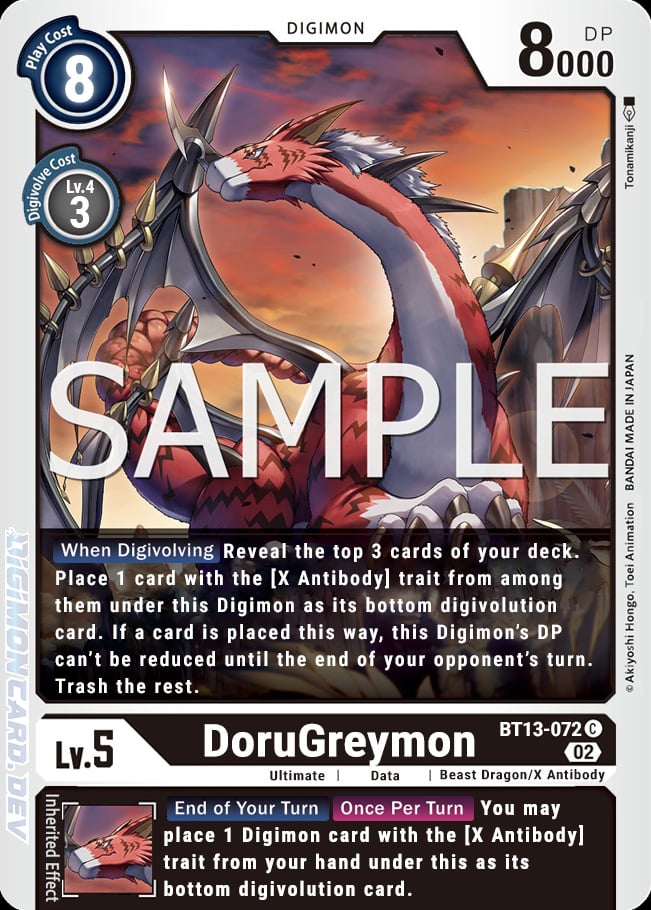 Play Cost
8
DIGIMON
8000
DP
Digivolve Cost
Lv.4
3
Tonamikanji
SAMPLE
When Digivolving Reveal the top 3 cards of your deck.
Place 1 card with the [X Antibody] trait from among
them under this Digimon as its bottom digivolution
card. If a card is placed this way, this Digimon's DP
can't be reduced until the end of your opponent's turn.
Trash the rest.
© Akiyoshi Hongo, Toei Animation BANDAI MADE IN JAPAN
DIGIMONCARD.DEV
Lv.5
DoruGreymon
BT13-072 C
02
Ultimate | Data | Beast Dragon/X Antibody
Inherited Effect
End of Your Turn Once Per Turn You may
place 1 Digimon card with the [X Antibody]
trait from your hand under this as its
bottom digivolution card.